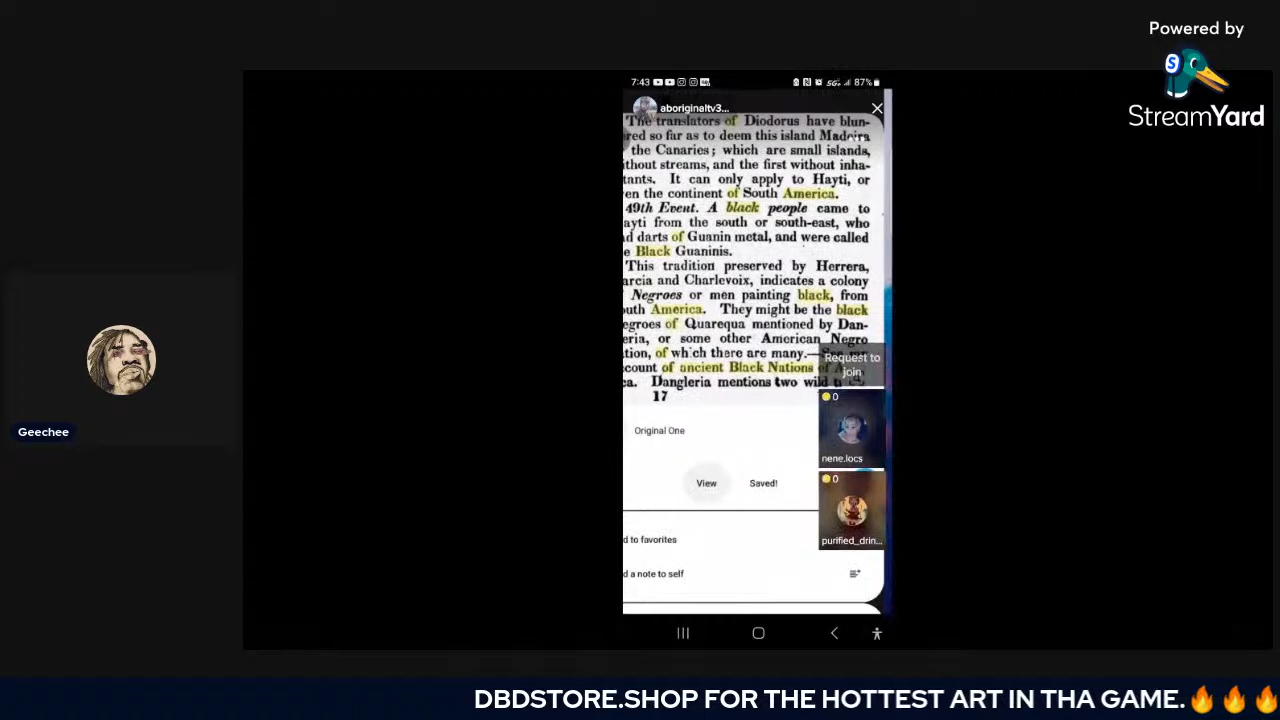 Powered by
StreamYard
7:43
87%
aboriginaltv3...
The translators of Diodorus have blun-
red so far as to deem this island Madeira
the Canaries; which are small islands,
ithout streams, and the first without inha-
tants. It can only apply to Hayti, or
en the continent of South America.
49th Event. A black people came to
ayti from the south or south-east, who
d darts of Guanin metal, and were called
e Black Guaninis.
This tradition preserved by Herrera,
arcia and Charlevoix, indicates a colony
Negroes or men painting black, from
outh America. They might be the black
egroes of Quarequa mentioned by Dan-
eria, or some other American Negro
tion, of which there are many.—
count of ancient Black Nations of
ca. Dangleria mentions two wild
17
Request to
join
0
nene.locs
0
purified_drin...
Original One
View
Saved!
d to favorites
d a note to self
Geechee
DBDSTORE.SHOP FOR THE HOTTEST ART IN THA GAME.🔥🔥🔥